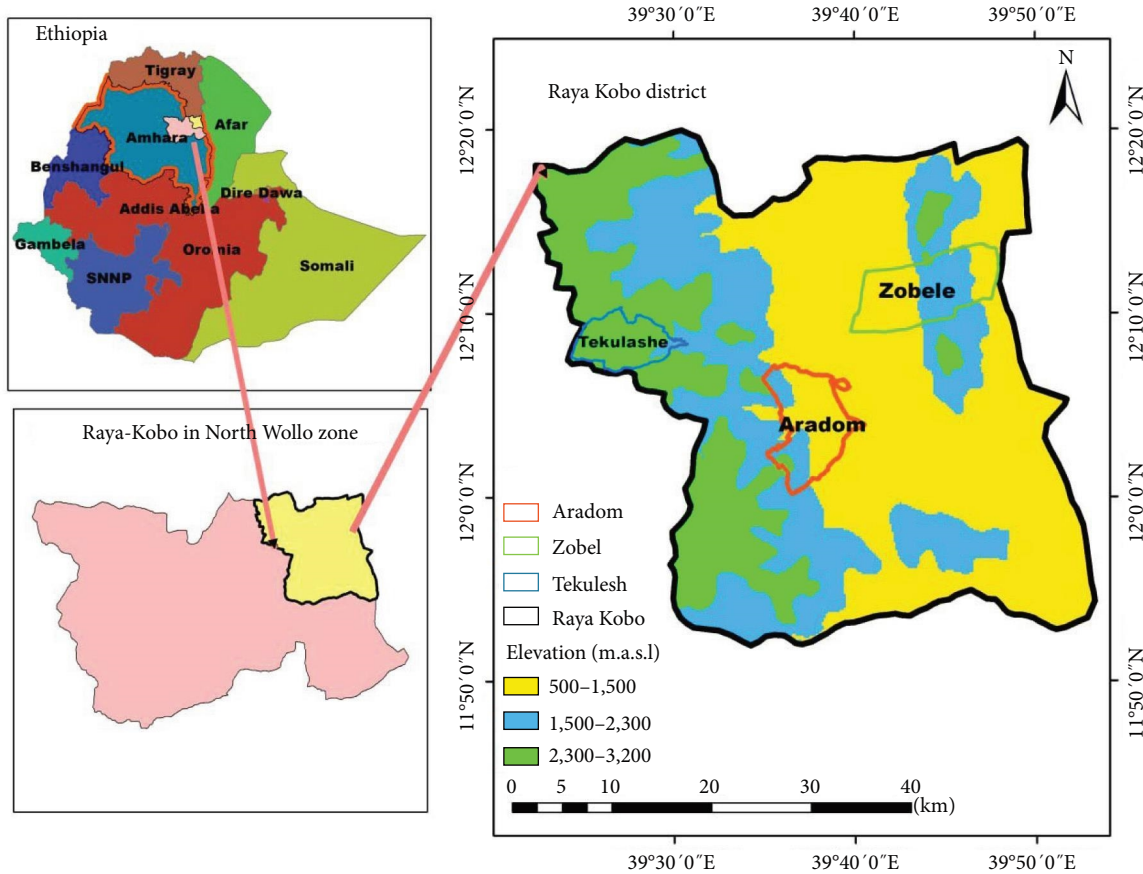 Ethiopia
Tigray
Afar
Amhara
Benshangul
Dire Dawa
Addis Abeba
Gambela
Oromia
SNNP
Somali
Raya-Kobo in North Wollo zone
39°30′0″E
39°40′0″E
39°50′0″E
N
Raya Kobo district
12°20′0″N
12°20′0″N
Zobele
12°10′0″N
12°10′0″N
Tekulashe
Aradom
12°0′0″N
12°0′0″N
Aradom
Zobel
Tekulesh
Raya Kobo
Elevation (m.a.s.l)
11°50′0″N
11°50′0″N
500–1,500
1,500–2,300
2,300–3,200
0 5 10 20 30 40
(km)
39°30′0″E
39°40′0″E
39°50′0″E